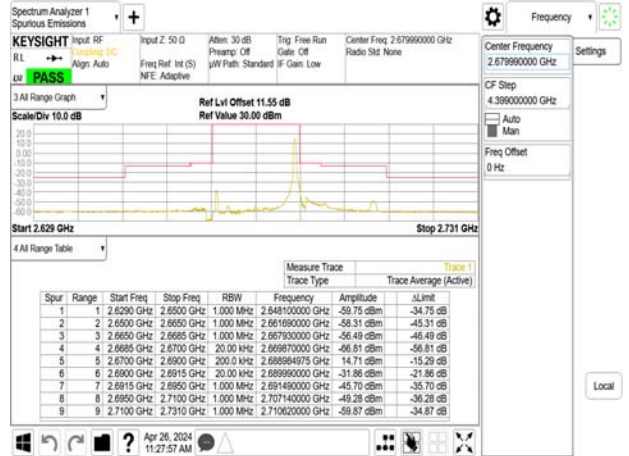 Spectrum Analyzer 1
Spurious Emissions
Frequency
KEYSIGHT Input: RF
Coupling: DC
Align: Auto
Input Z: 50 Ω
Freq Ref: Int (S)
NFE: Adaptive
Atten: 30 dB
Preamp: Off
µW Path: Standard
Trig: Free Run
Gate: Off
IF Gain: Low
Center Freq: 2.679990000 GHz
Radio Std: None
RL
PASS
Center Frequency
2.679990000 GHz
Settings
CF Step
4.399000000 GHz
Auto
Man
Freq Offset
0 Hz
3 All Range Graph
Scale/Div 10.0 dB
Ref Lvl Offset 11.55 dB
Ref Value 30.00 dBm
20.0
10.0
0.00
-10.0
-20.0
-30.0
-40.0
-50.0
-60.0
Start 2.629 GHz
Stop 2.731 GHz
4 All Range Table
Measure Trace Trace 1
Trace Type Trace Average (Active)
Spur Range Start Freq Stop Freq RBW Frequency Amplitude ΔLimit
1 1 2.6290 GHz 2.6500 GHz 1.000 MHz 2.648100000 GHz -59.75 dBm -34.75 dB
2 2 2.6500 GHz 2.6650 GHz 1.000 MHz 2.661690000 GHz -58.31 dBm -45.31 dB
3 3 2.6650 GHz 2.6685 GHz 1.000 MHz 2.667930000 GHz -56.49 dBm -46.49 dB
4 4 2.6685 GHz 2.6700 GHz 20.00 kHz 2.669870000 GHz -66.81 dBm -56.81 dB
5 5 2.6700 GHz 2.6900 GHz 200.0 kHz 2.688984975 GHz 14.71 dBm -15.29 dB
6 6 2.6900 GHz 2.6915 GHz 20.00 kHz 2.689990000 GHz -31.86 dBm -21.86 dB
7 7 2.6915 GHz 2.6950 GHz 1.000 MHz 2.691490000 GHz -45.70 dBm -35.70 dB
8 8 2.6950 GHz 2.7100 GHz 1.000 MHz 2.707140000 GHz -49.28 dBm -36.28 dB
9 9 2.7100 GHz 2.7310 GHz 1.000 MHz 2.710620000 GHz -59.87 dBm -34.87 dB
Local
Apr 26, 2024
11:27:57 AM